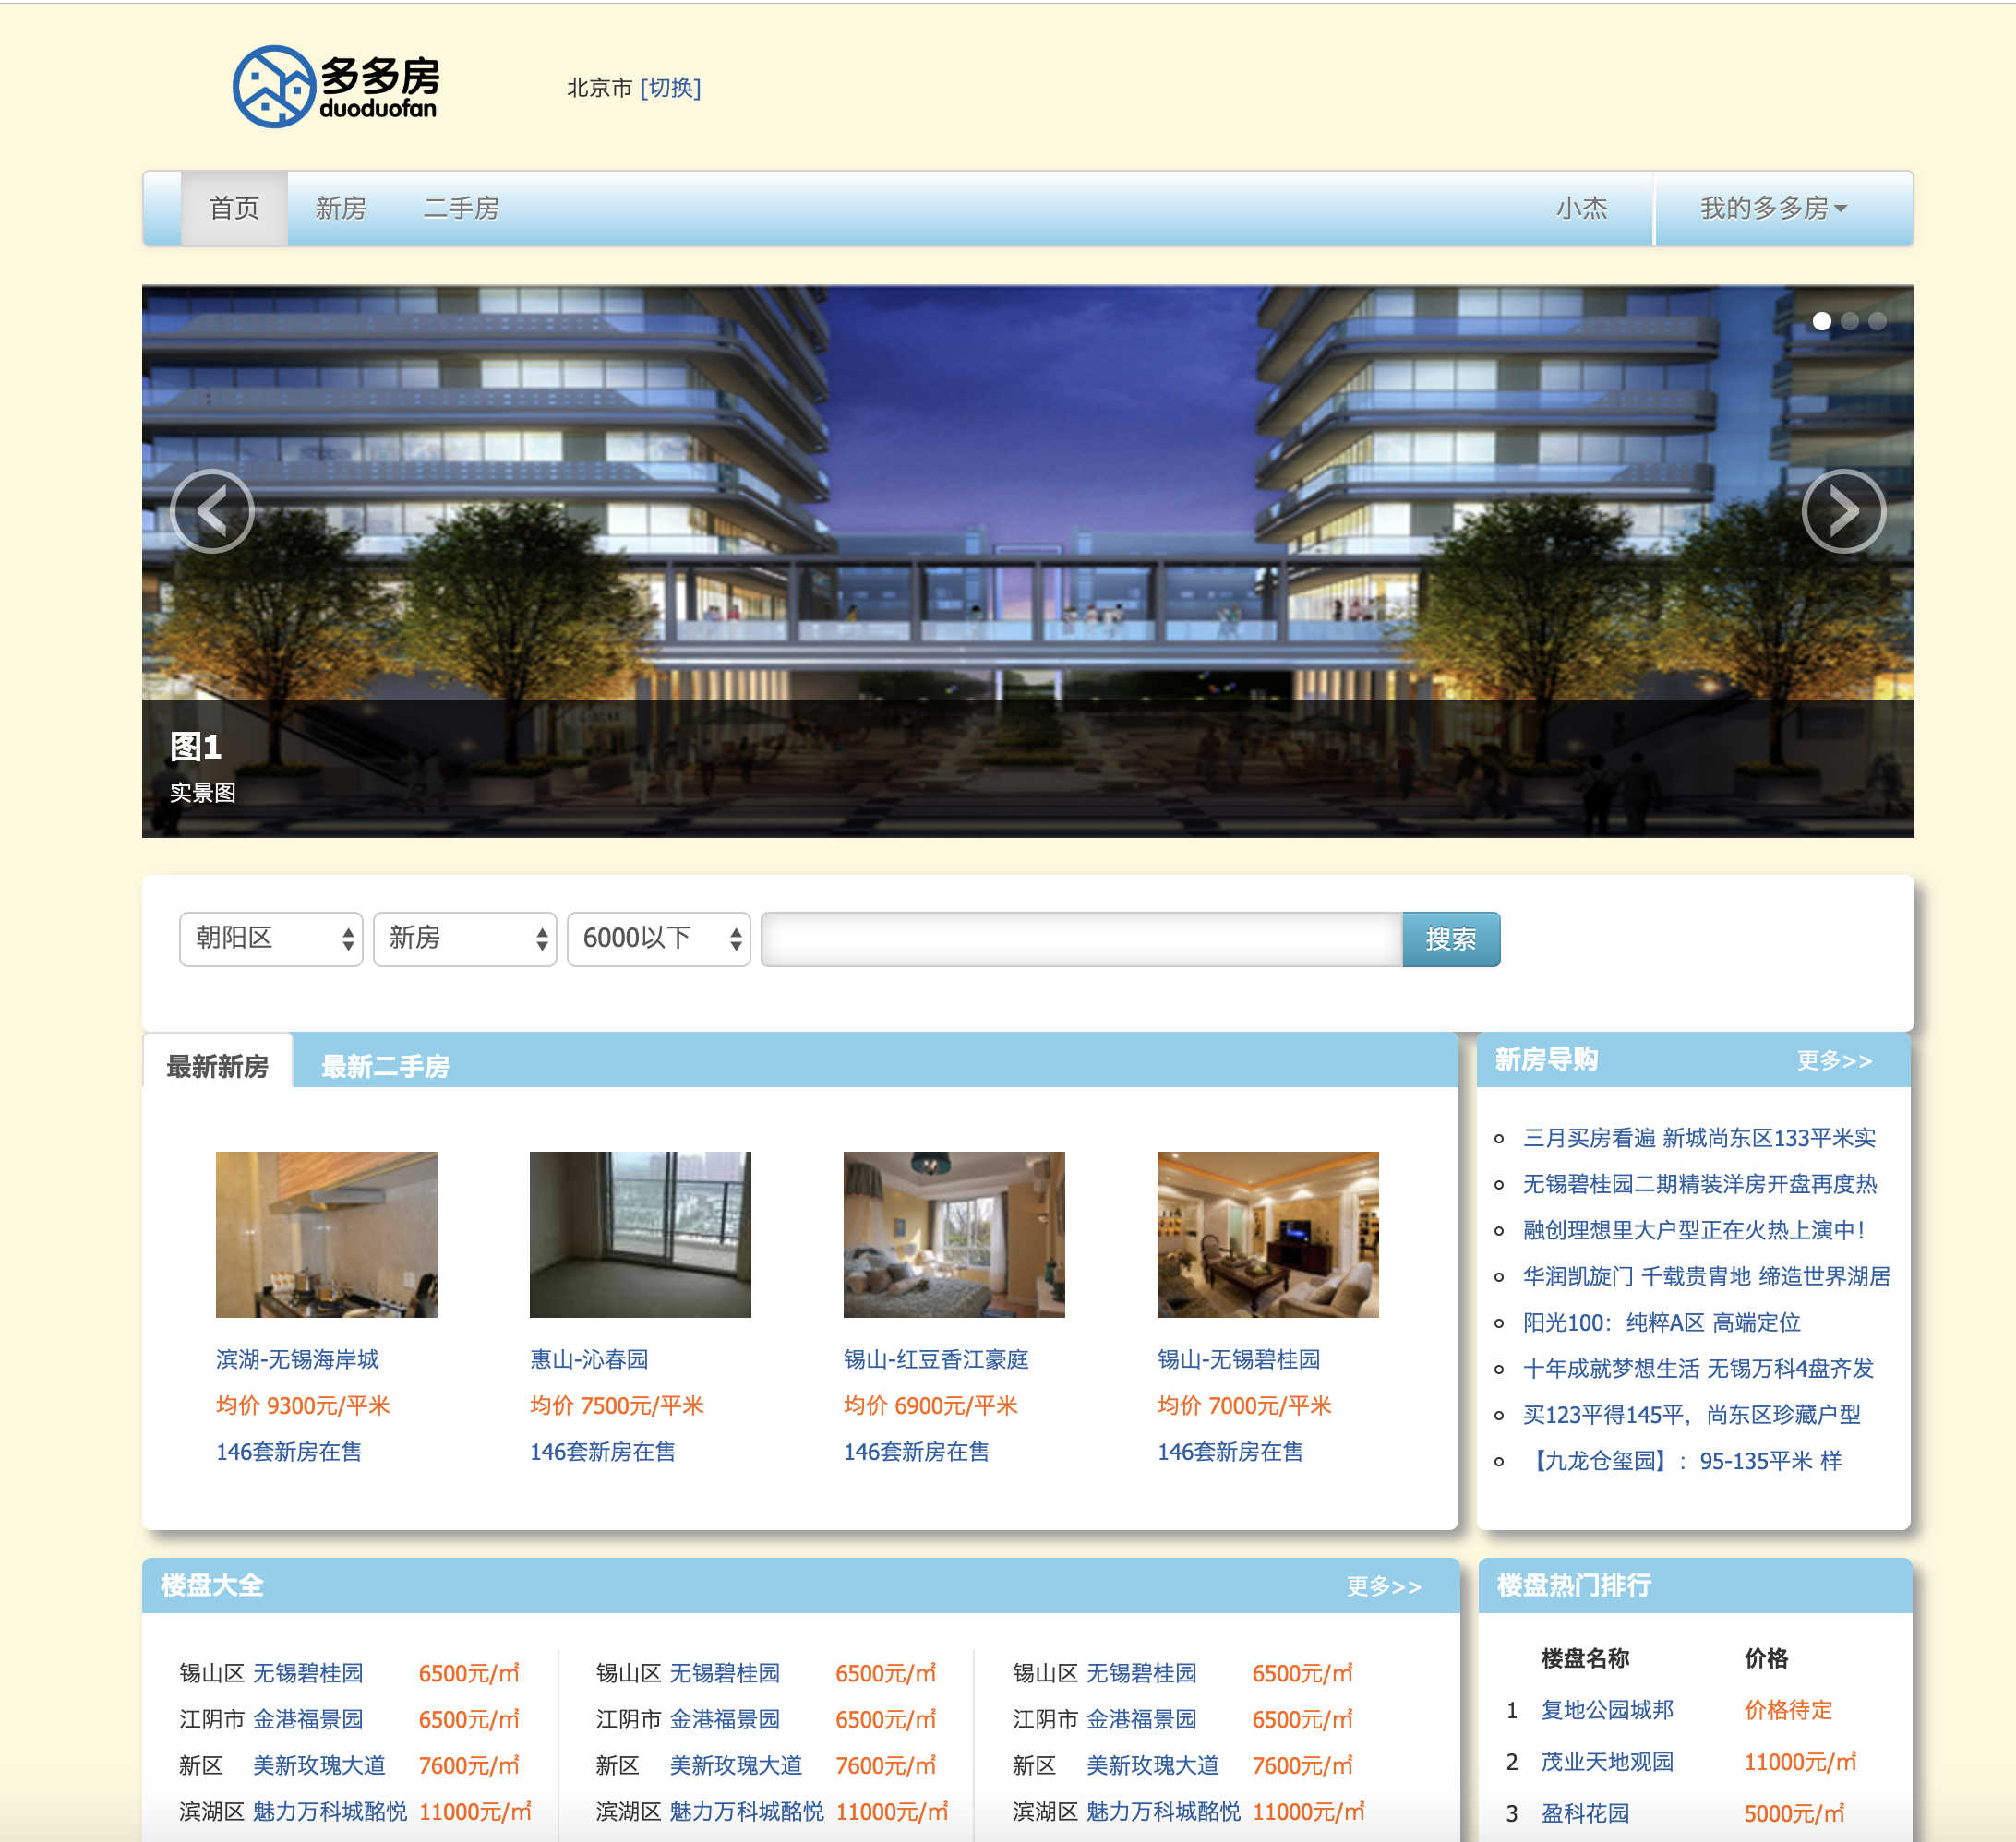 多多房
duoduofan
北京市 [切换]
首页 新房 二手房 小杰 我的多多房
图1
实景图
朝阳区 新房 6000以下 搜索
最新新房 最新二手房
滨湖-无锡海岸城
均价 9300元/平米
146套新房在售
惠山-沁春园
均价 7500元/平米
146套新房在售
锡山-红豆香江豪庭
均价 6900元/平米
146套新房在售
锡山-无锡碧桂园
均价 7000元/平米
146套新房在售
新房导购 更多>>
三月买房看遍 新城尚东区133平米实
无锡碧桂园二期精装洋房开盘再度热
融创理想里大户型正在火热上演中!
华润凯旋门 千载贵胄地 缔造世界湖居
阳光100：纯粹A区 高端定位
十年成就梦想生活 无锡万科4盘齐发
买123平得145平，尚东区珍藏户型
【九龙仓玺园】：95-135平米 样
楼盘大全 更多>>
锡山区 无锡碧桂园 6500元/㎡ 锡山区 无锡碧桂园 6500元/㎡ 锡山区 无锡碧桂园 6500元/㎡
江阴市 金港福景园 6500元/㎡ 江阴市 金港福景园 6500元/㎡ 江阴市 金港福景园 6500元/㎡
新区 美新玫瑰大道 7600元/㎡ 新区 美新玫瑰大道 7600元/㎡ 新区 美新玫瑰大道 7600元/㎡
滨湖区 魅力万科城酩悦 11000元/㎡ 滨湖区 魅力万科城酩悦 11000元/㎡ 滨湖区 魅力万科城酩悦 11000元/㎡
楼盘热门排行
楼盘名称 价格
1 复地公园城邦 价格待定
2 茂业天地观园 11000元/㎡
3 盈科花园 5000元/㎡